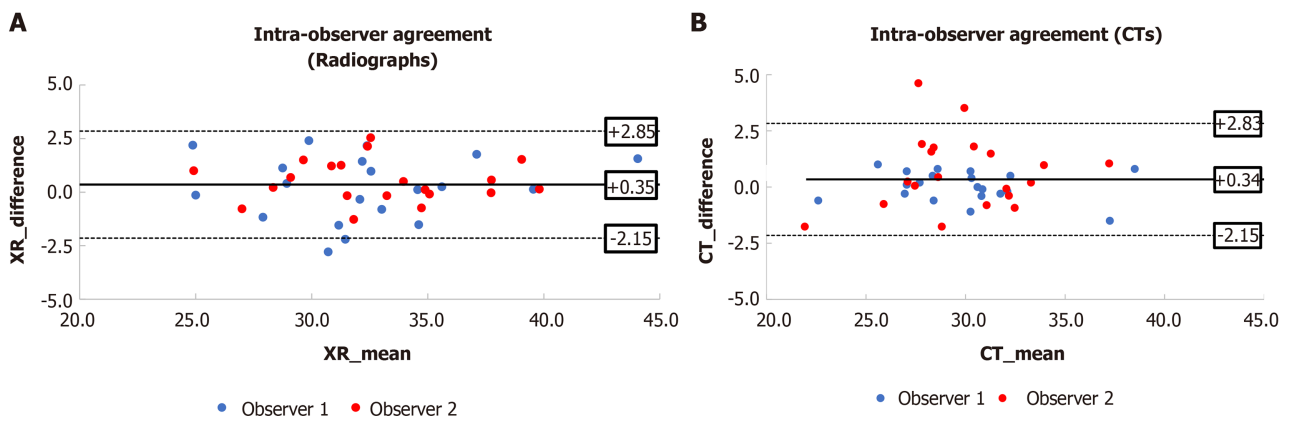 A
Intra-observer agreement
(Radiographs)
XR_difference
5.0
2.5
0.0
-2.5
-5.0
+2.85
+0.35
-2.15
20.0 25.0 30.0 35.0 40.0 45.0
XR_mean
Observer 1 Observer 2
B
Intra-observer agreement (CTs)
CT_difference
5.0
2.5
0.0
-2.5
-5.0
+2.83
+0.34
-2.15
20.0 25.0 30.0 35.0 40.0 45.0
CT_mean
Observer 1 Observer 2